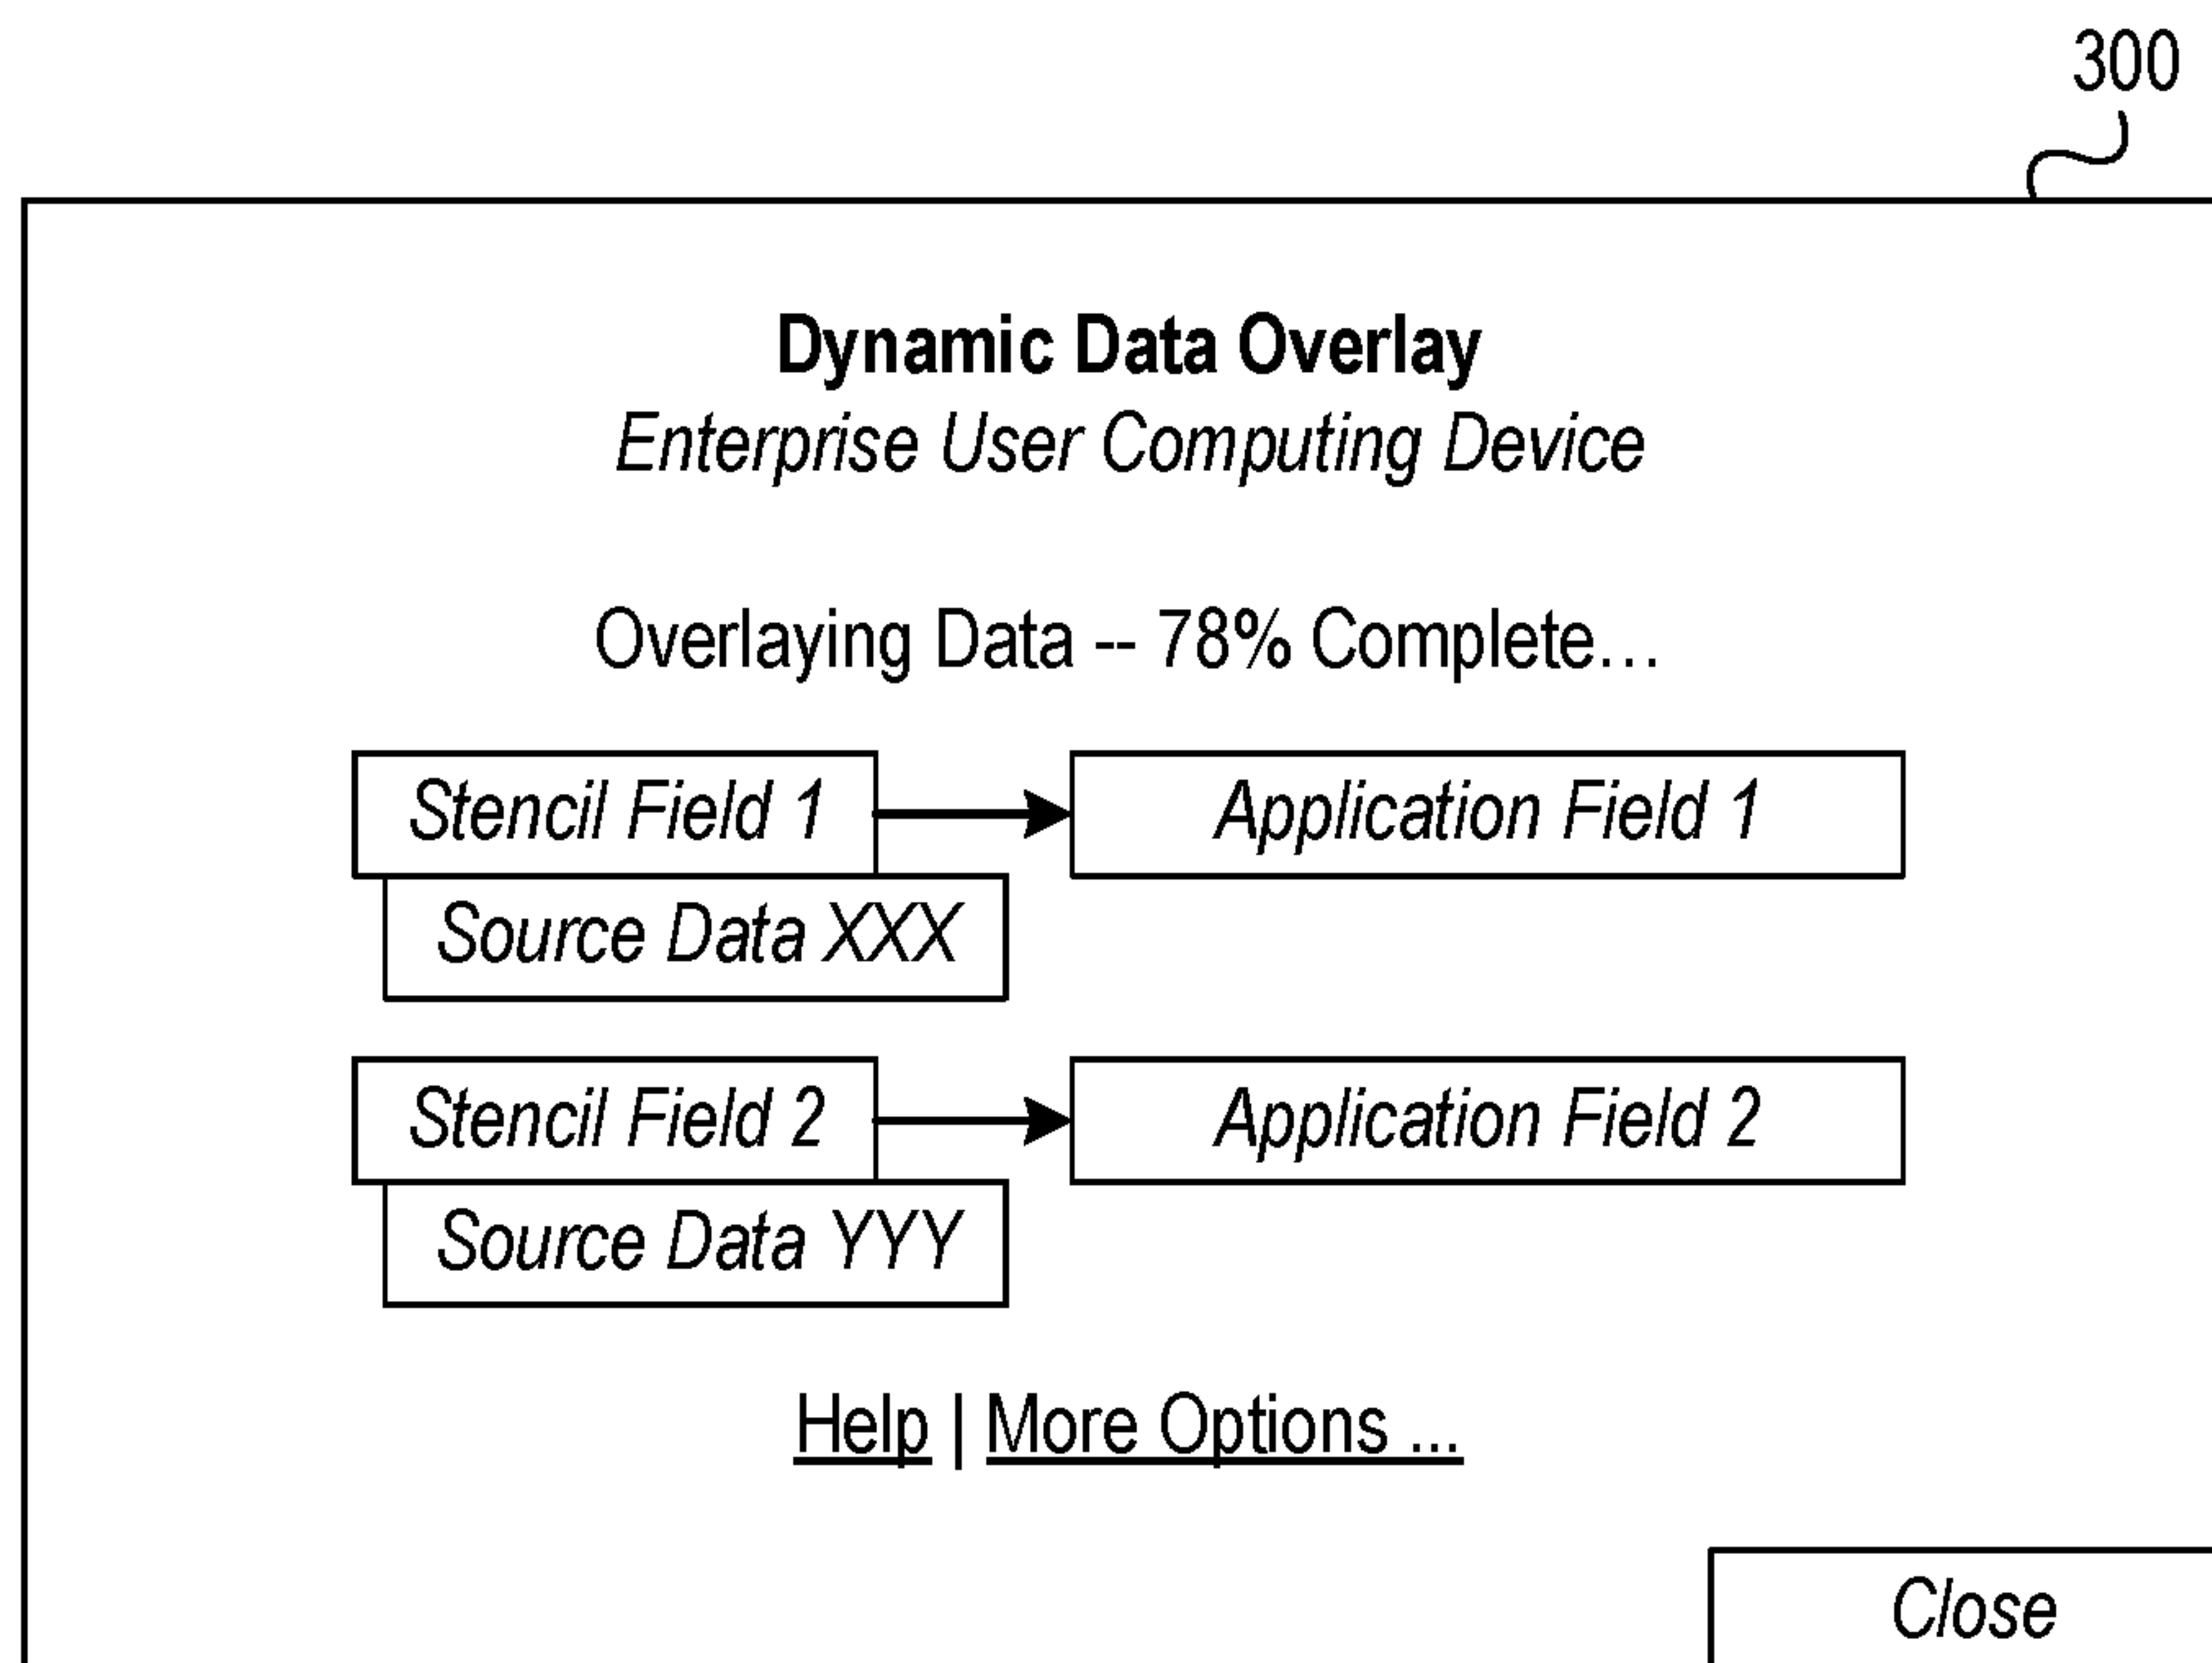 300
Dynamic Data Overlay
Enterprise User Computing Device
Overlaying Data -- 78% Complete...
Stencil Field 1
Application Field 1
Source Data XXX
Stencil Field 2
Application Field 2
Source Data YYY
Help | More Options ...
Close